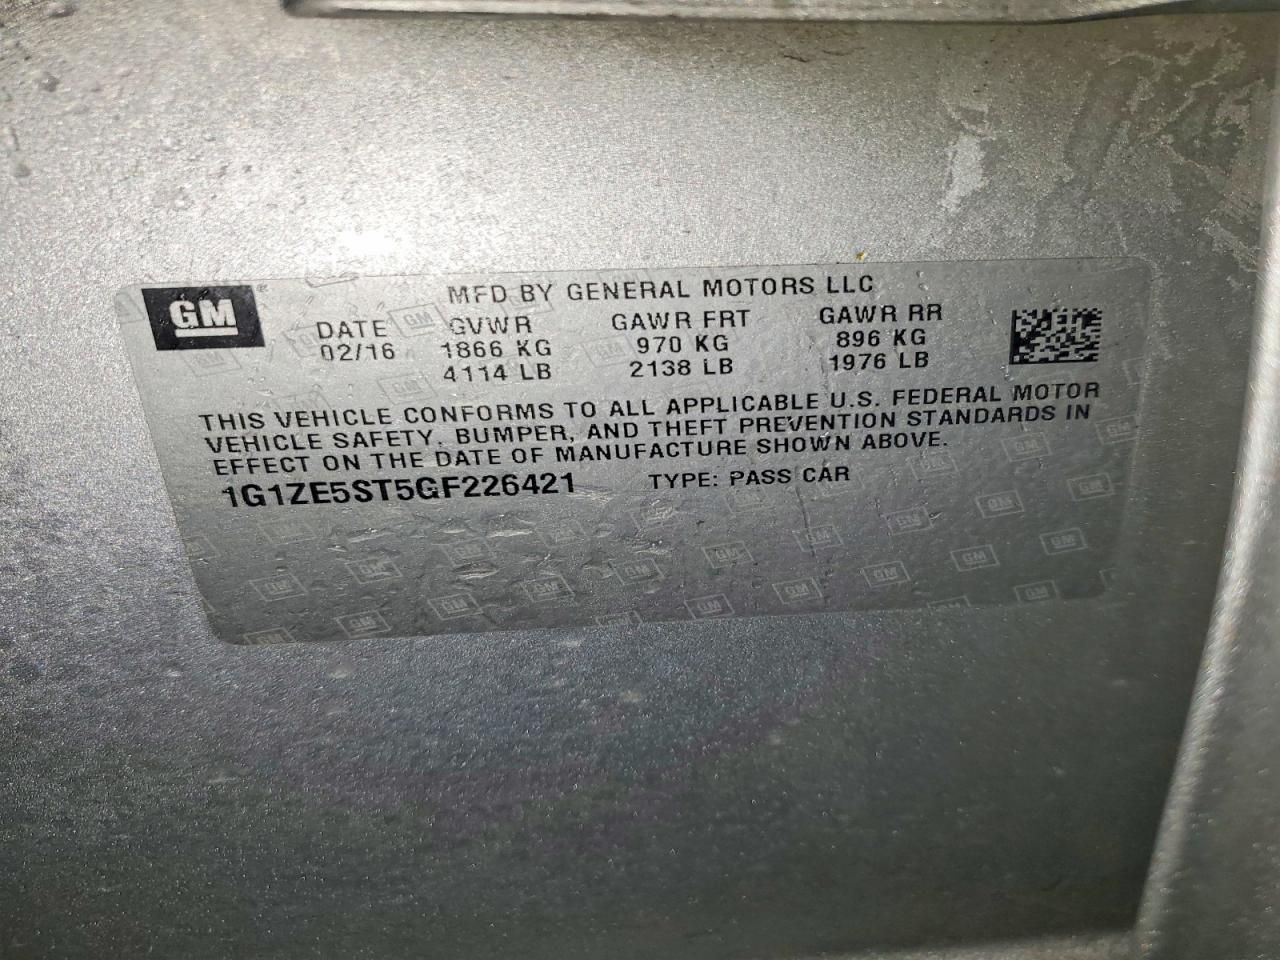 GM
MFD BY GENERAL MOTORS LLC
DATE GVWR GAWR FRT GAWR RR
02/16 1866 KG 970 KG 896 KG
4114 LB 2138 LB 1976 LB
THIS VEHICLE CONFORMS TO ALL APPLICABLE U.S. FEDERAL MOTOR
VEHICLE SAFETY, BUMPER, AND THEFT PREVENTION STANDARDS IN
EFFECT ON THE DATE OF MANUFACTURE SHOWN ABOVE.
1G1ZE5ST5GF226421 TYPE: PASS CAR